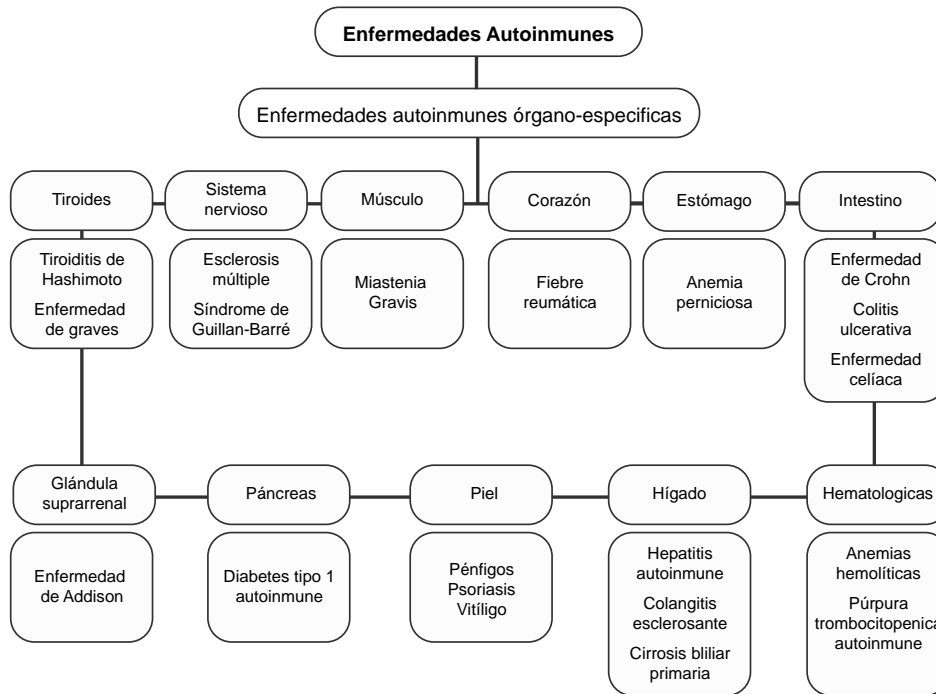 Enfermedades Autoinmunes
Enfermedades autoinmunes órgano-especificas
Tiroides
Sistema
nervioso
Músculo
Corazón
Estómago
Intestino
Tiroiditis de
Hashimoto
Enfermedad
de graves
Esclerosis
múltiple
Síndrome de
Guillan-Barré
Miastenia
Gravis
Fiebre
reumática
Anemia
perniciosa
Enfermedad
de Crohn
Colitis
ulcerativa
Enfermedad
celíaca
Glándula
suprarrenal
Páncreas
Piel
Hígado
Hematologicas
Enfermedad
de Addison
Diabetes tipo 1
autoinmune
Pénfigos
Psoriasis
Vitíligo
Hepatitis
autoinmune
Colangitis
esclerosante
Cirrosis bliliar
primaria
Anemias
hemolíticas
Púrpura
trombocitopenica
autoinmune